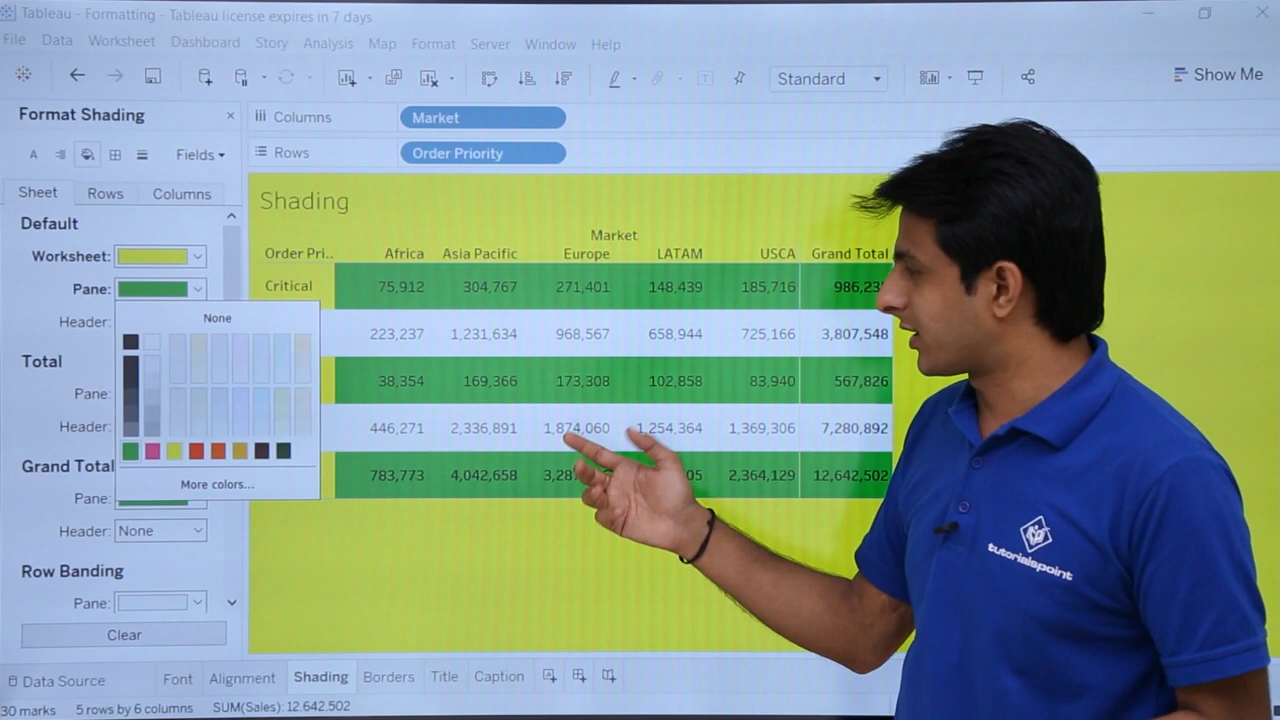 Tableau - Formatting - Tableau license expires in 7 days
File Data Worksheet Dashboard Story Analysis Map Format Server Window Help
Standard
Show Me
Format Shading
Columns Market
Fields
Rows Order Priority
Sheet Rows Columns
Default
Shading
Market
Worksheet:
Order Pri.. Africa Asia Pacific Europe LATAM USCA Grand Total
Pane:
Critical 75,912 304,767 271,401 148,439 185,716
None
Header:
223,237 1,231,634 968,567 658,944 725,166 3,807,548
Total
Pane:
38,354 169,366 173,308 102,858 83,940 567,826
Header:
446,271 2,336,891 1,874,060 1,254,364 1,369,306 7,280,892
Grand Total
783,773 4,042,658 2,364,129 12,642,502
More colors...
Pane:
Header: None
Row Banding
Pane:
Clear
Data Source Font Alignment Shading Borders Title Caption
30 marks 5 rows by 6 columns SUM(Sales): 12,642,502
tutorialspoint